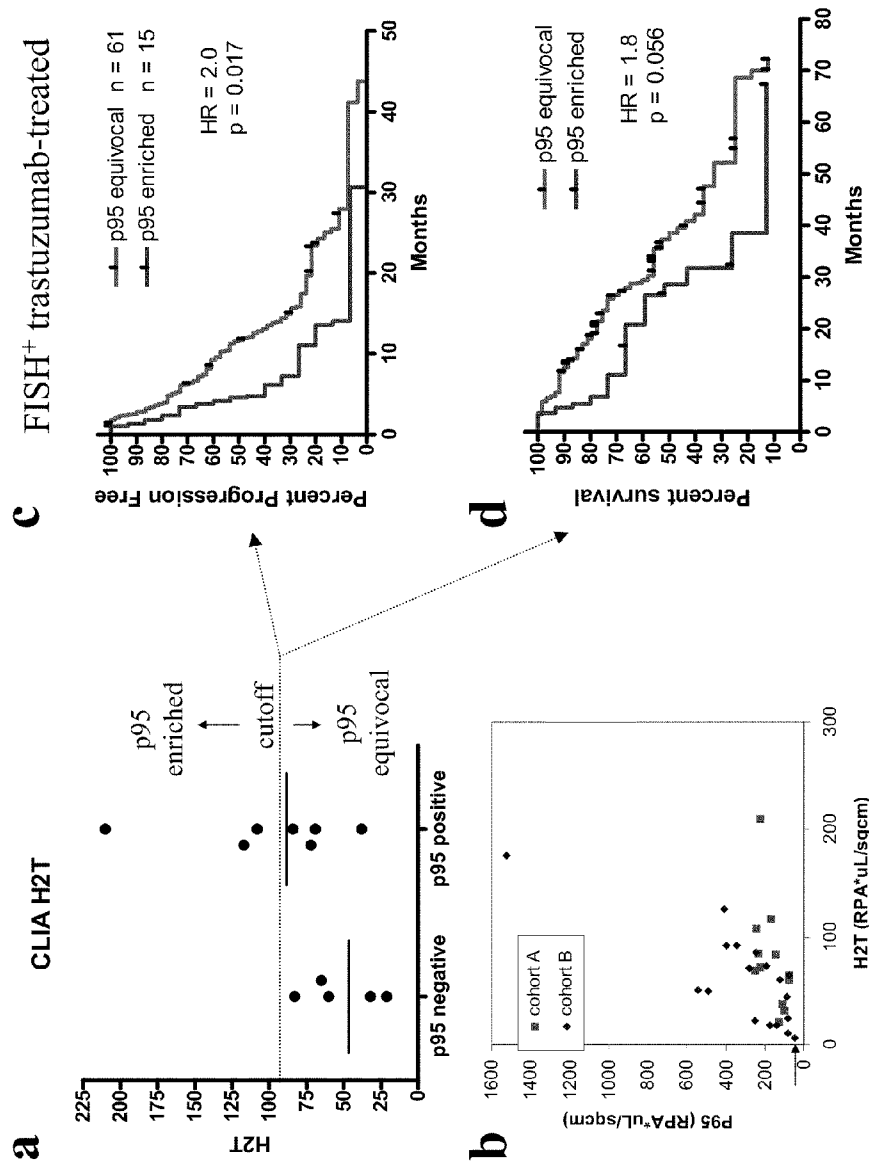 a
CLIA H2T
H2T
225
200
175
150
125
100
75
50
25
0
p95 negative
p95 positive
p95
enriched
cutoff
p95
equivocal
b
P95 (RPA*uL/sqcm)
1600
1400
1200
1000
800
600
400
200
0
cohort A
cohort B
0
100
200
300
H2T (RPA*uL/sqcm)
FISH+ trastuzumab-treated
c
Percent Progression Free
100
90
80
70
60
50
40
30
20
10
0
p95 equivocal n = 61
p95 enriched n = 15
HR = 2.0
p = 0.017
0
10
20
30
40
50
Months
d
Percent survival
100
90
80
70
60
50
40
30
20
10
0
p95 equivocal
p95 enriched
HR = 1.8
p = 0.056
0
10
20
30
40
50
60
70
80
Months